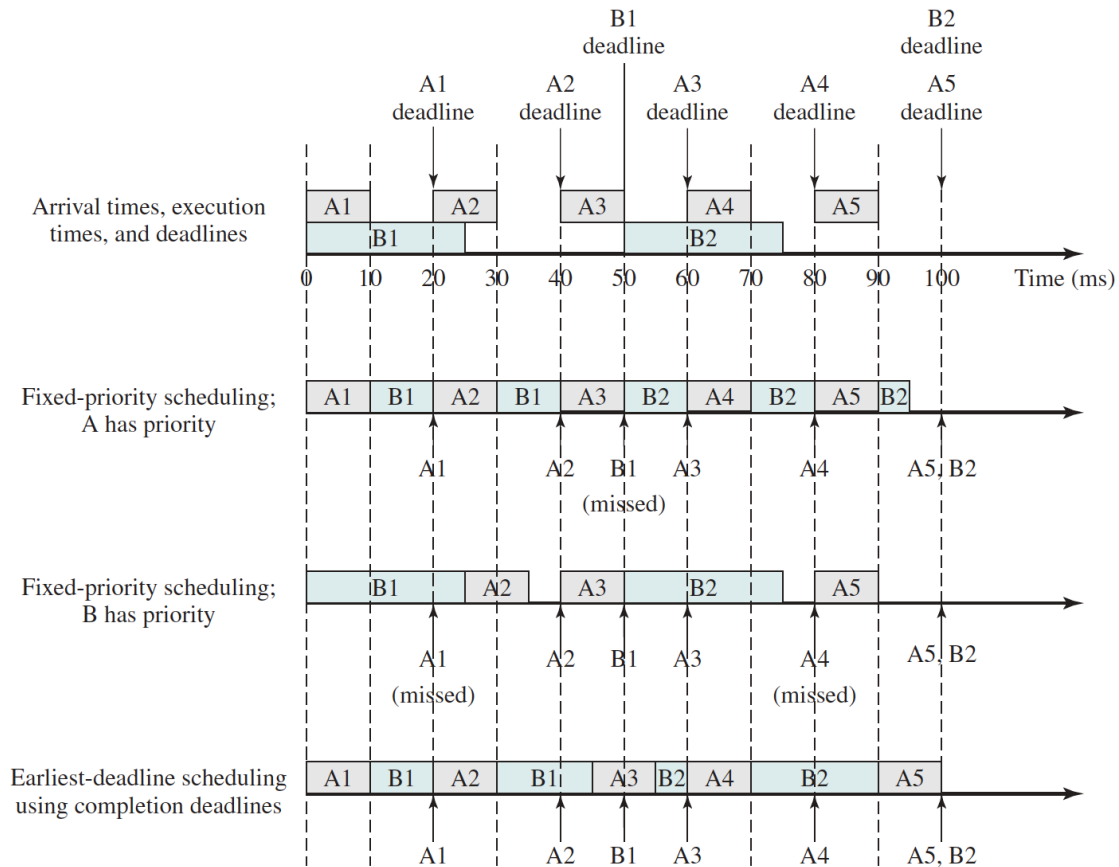 B1
deadline
B2
deadline
A1
deadline
A2
deadline
A3
deadline
A4
deadline
A5
deadline
Arrival times, execution
times, and deadlines
A1 A2 A3 A4 A5
B1 B2
0 10 20 30 40 50 60 70 80 90 100 Time (ms)
Fixed-priority scheduling;
A has priority
A1 B1 A2 B1 A3 B2 A4 B2 A5 B2
A1 A2 B1 A3 A4 A5, B2
(missed)
Fixed-priority scheduling;
B has priority
B1 A2 A3 B2 A5
A1 A2 B1 A3 A4 A5, B2
(missed) (missed)
Earliest-deadline scheduling
using completion deadlines
A1 B1 A2 B1 A3 B2 A4 B2 A5
A1 A2 B1 A3 A4 A5, B2